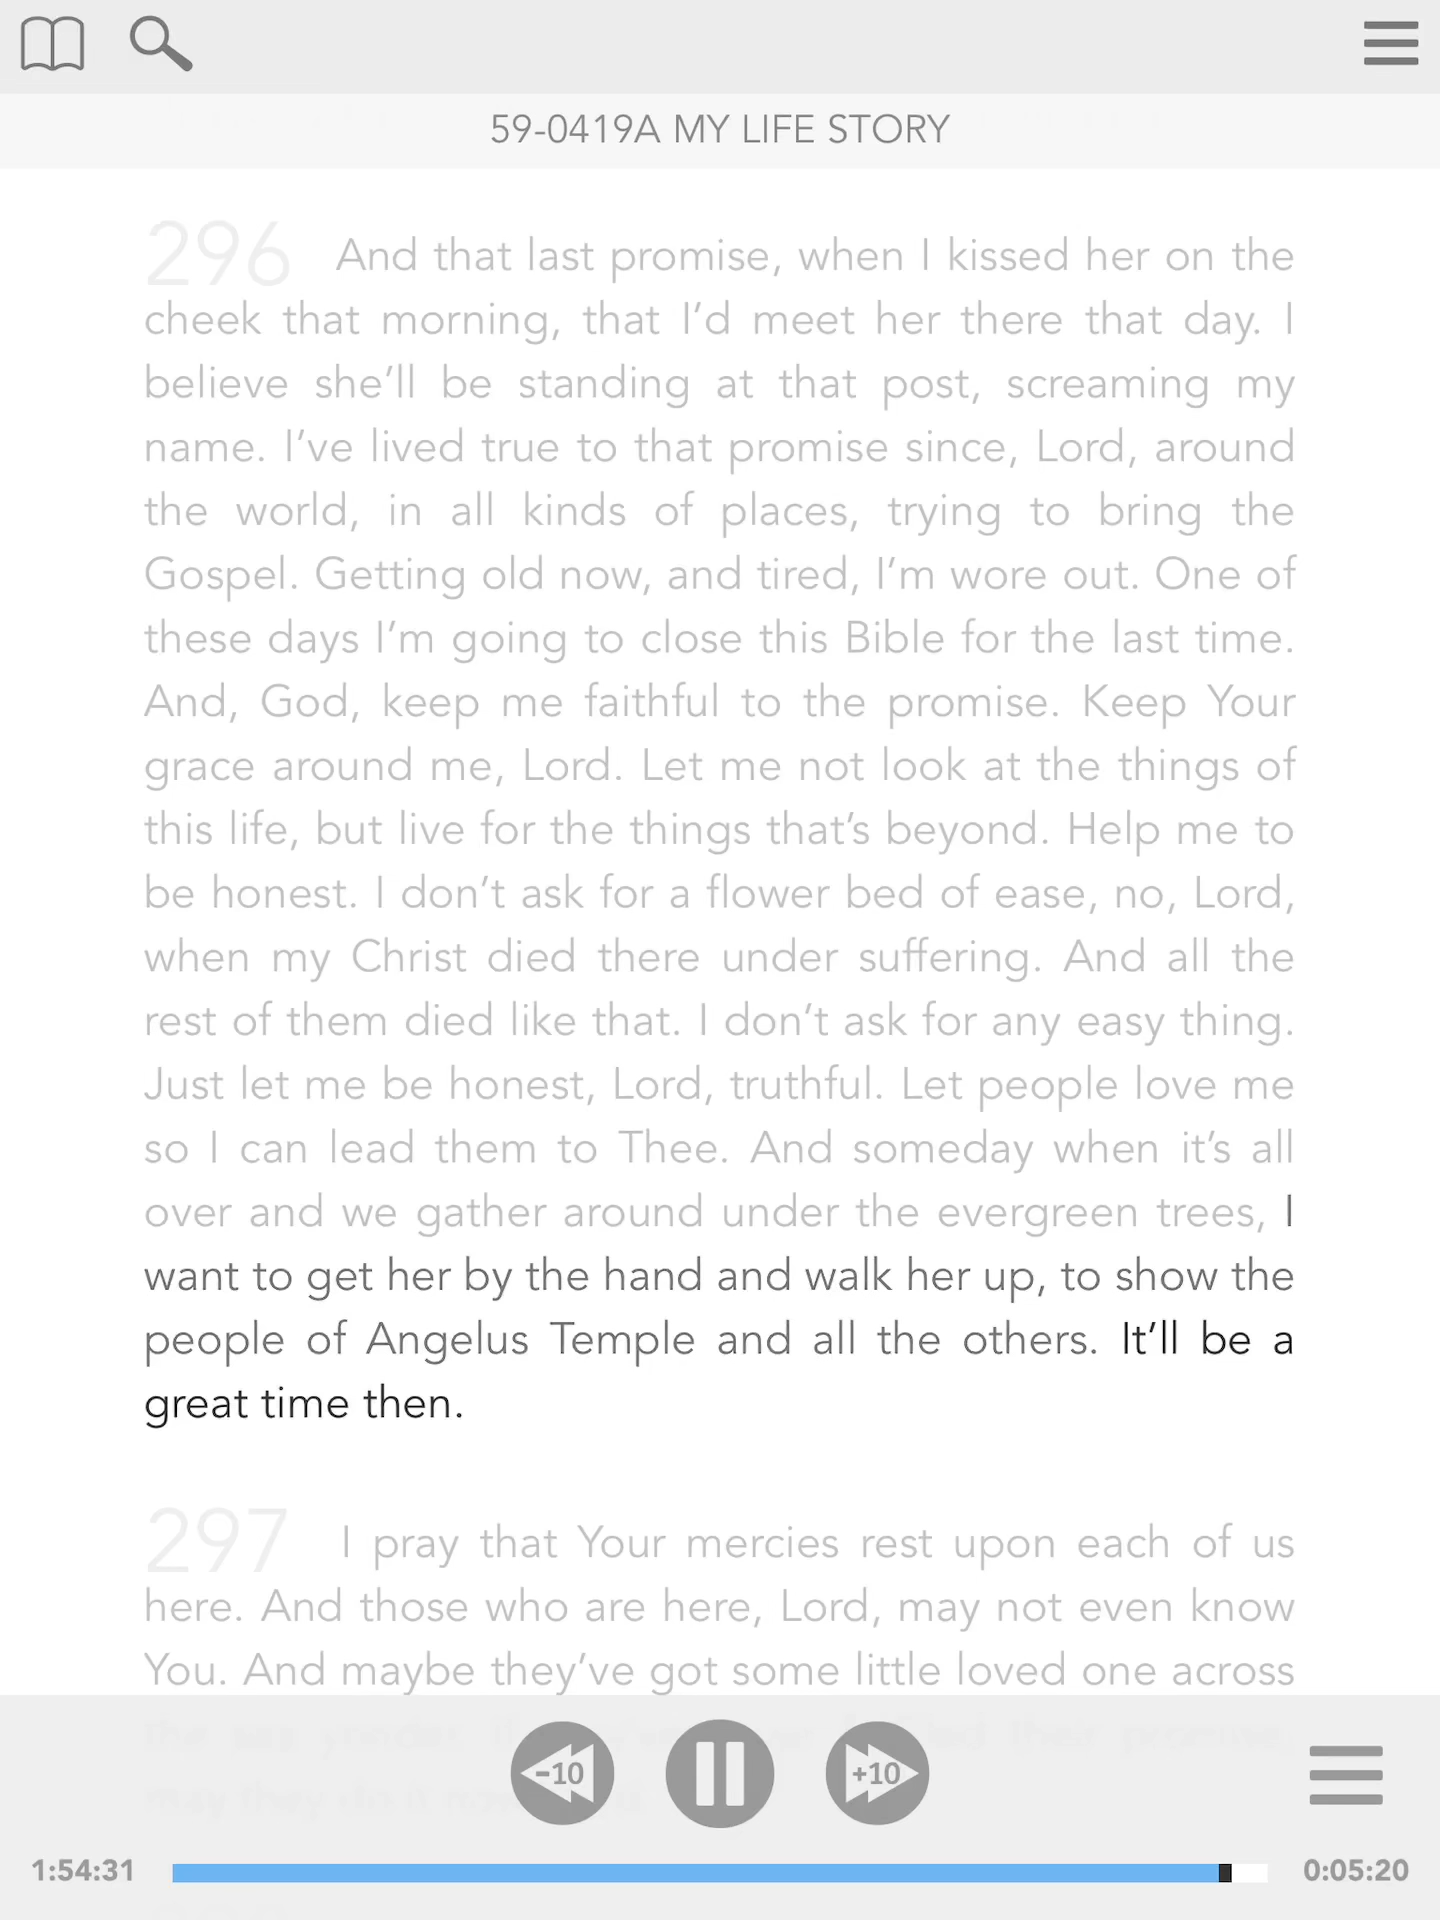 59-0419A MY LIFE STORY
296 And that last promise, when I kissed her on the
cheek that morning, that I’d meet her there that day. I
believe she’ll be standing at that post, screaming my
name. I’ve lived true to that promise since, Lord, around
the world, in all kinds of places, trying to bring the
Gospel. Getting old now, and tired, I’m wore out. One of
these days I’m going to close this Bible for the last time.
And, God, keep me faithful to the promise. Keep Your
grace around me, Lord. Let me not look at the things of
this life, but live for the things that’s beyond. Help me to
be honest. I don’t ask for a flower bed of ease, no, Lord,
when my Christ died there under suffering. And all the
rest of them died like that. I don’t ask for any easy thing.
Just let me be honest, Lord, truthful. Let people love me
so I can lead them to Thee. And someday when it’s all
over and we gather around under the evergreen trees, I
want to get her by the hand and walk her up, to show the
people of Angelus Temple and all the others. It’ll be a
great time then.
297 I pray that Your mercies rest upon each of us
here. And those who are here, Lord, may not even know
You. And maybe they’ve got some little loved one across
the sea yonder. their promise,
may they do it now
-10 +10
1:54:31 0:05:20